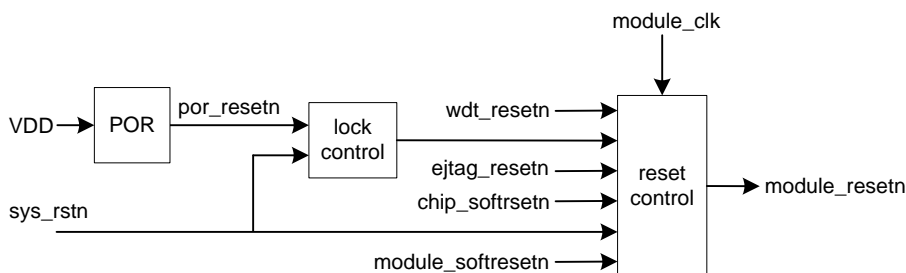 module_clk
wdt_resetn
por_resetn
VDD
POR
lock
control
ejtag_resetn
reset
control
module_resetn
chip_softrsetn
sys_rstn
module_softresetn